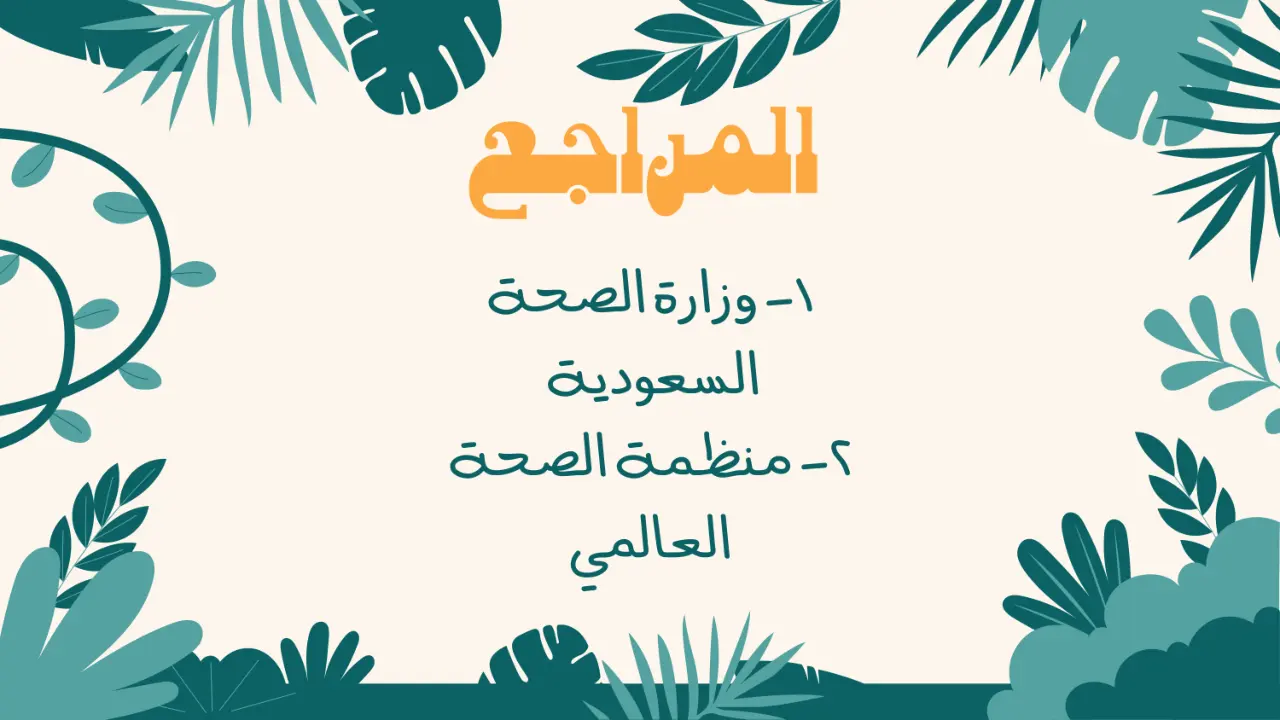 المراجع
١- وزارة الصحة
السعودية
٢- منظمة الصحة
العالمي